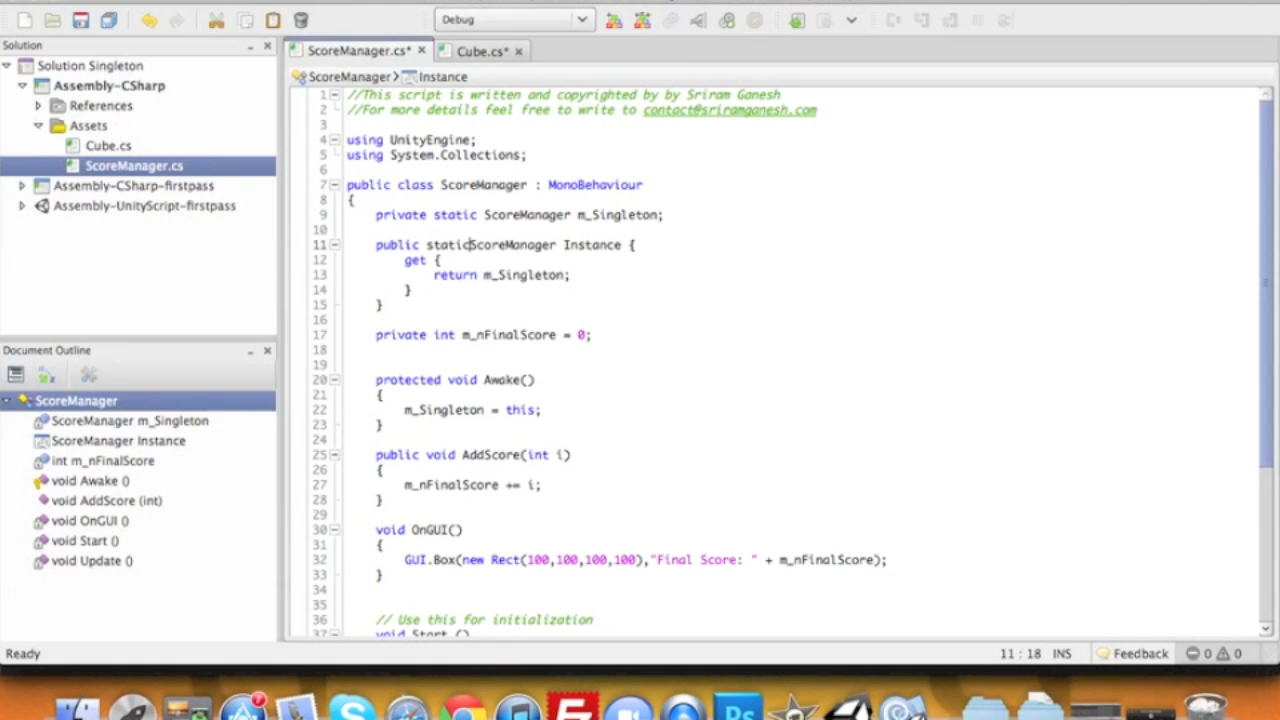 Debug
Solution
ScoreManager.cs*
Cube.cs*
Solution Singleton
Assembly-CSharp
References
Assets
Cube.cs
ScoreManager.cs
Assembly-CSharp-firstpass
Assembly-UnityScript-firstpass
Document Outline
ScoreManager
ScoreManager m_Singleton
ScoreManager Instance
int m_nFinalScore
void Awake ()
void AddScore (int)
void OnGUI ()
void Start ()
void Update ()
ScoreManager Instance
1 //This script is written and copyrighted by by Sriram Ganesh
2 //For more details feel free to write to contact@sriramganesh.com
3
4 using UnityEngine;
5 using System.Collections;
6
7 public class ScoreManager : MonoBehaviour
8 {
9 private static ScoreManager m_Singleton;
10
11 public staticScoreManager Instance {
12 get {
13 return m_Singleton;
14 }
15 }
16
17 private int m_nFinalScore = 0;
18
19
20 protected void Awake()
21 {
22 m_Singleton = this;
23 }
24
25 public void AddScore(int i)
26 {
27 m_nFinalScore += i;
28 }
29
30 void OnGUI()
31 {
32 GUI.Box(new Rect(100,100,100,100),"Final Score: " + m_nFinalScore);
33 }
34
35
36 // Use this for initialization
37 void Start ()
Ready
11 : 18 INS
Feedback
0 0
7
Ps